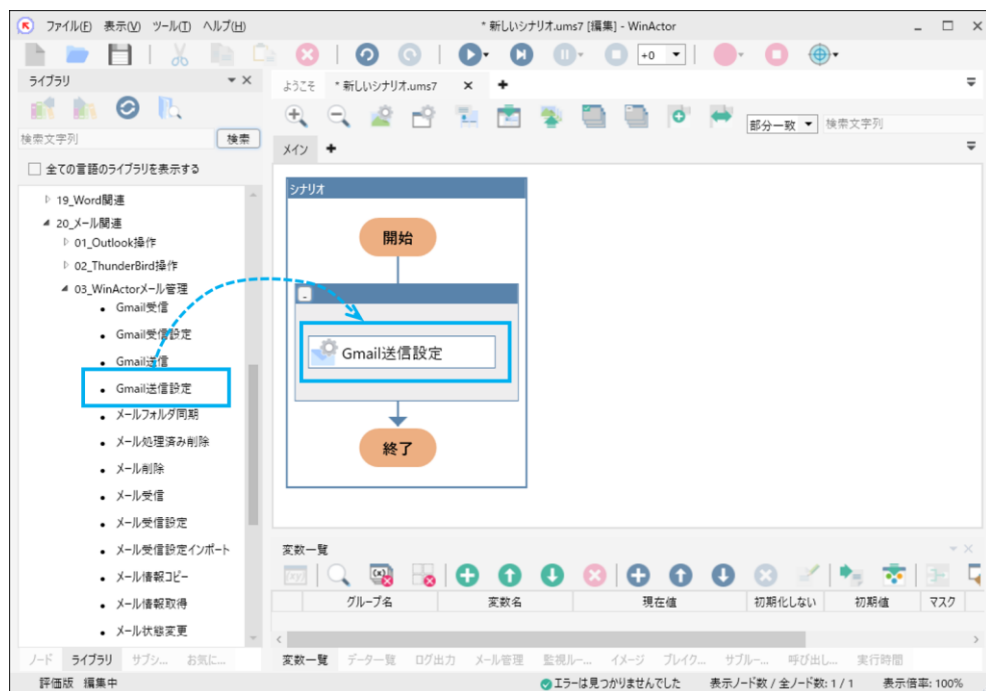 ファイル(F) 表示(V) ツール(T) ヘルプ(H)
* 新しいシナリオ.ums7 [編集] - WinActor
+0
ライブラリ
検索文字列
検索
全ての言語のライブラリを表示する
19_Word関連
20_メール関連
01_Outlook操作
02_ThunderBird操作
03_WinActorメール管理
Gmail受信
Gmail受信設定
Gmail送信
Gmail送信設定
メールフォルダ同期
メール処理済み削除
メール削除
メール受信
メール受信設定
メール受信設定インポート
メール情報コピー
メール情報取得
メール状態変更
ノード ライブラリ サブシ... お気に...
ようこそ * 新しいシナリオ.ums7
部分一致 検索文字列
メイン
シナリオ
開始
Gmail送信設定
終了
変数一覧
グループ名 変数名 現在値 初期化しない 初期値 マスク
変数一覧 データ一覧 ログ出力 メール管理 監視ルー... イメージ ブレイク... サブルー... 呼び出し... 実行時間
評価版 編集中
エラーは見つかりませんでした 表示ノード数 / 全ノード数: 1 / 1 表示倍率: 100%